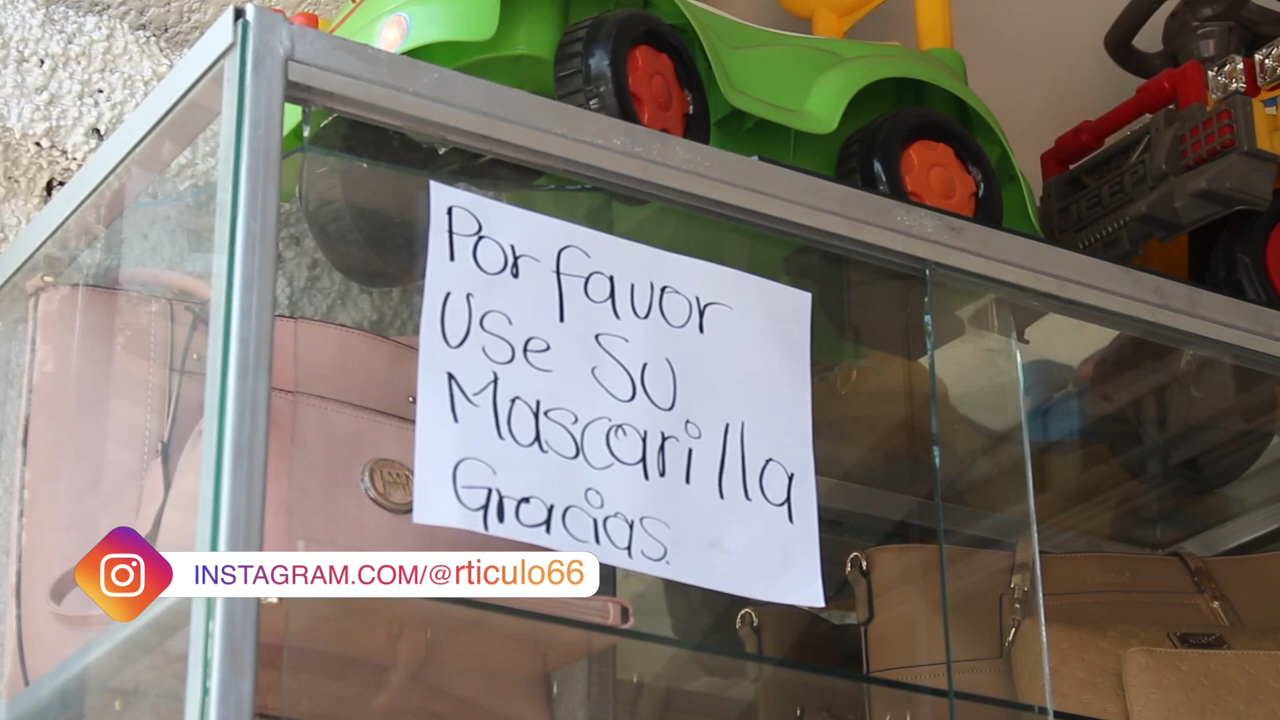 JEEP
Por favor
Use Su
Mascarilla
Gracias.
INSTAGRAM.COM/@rticulo66